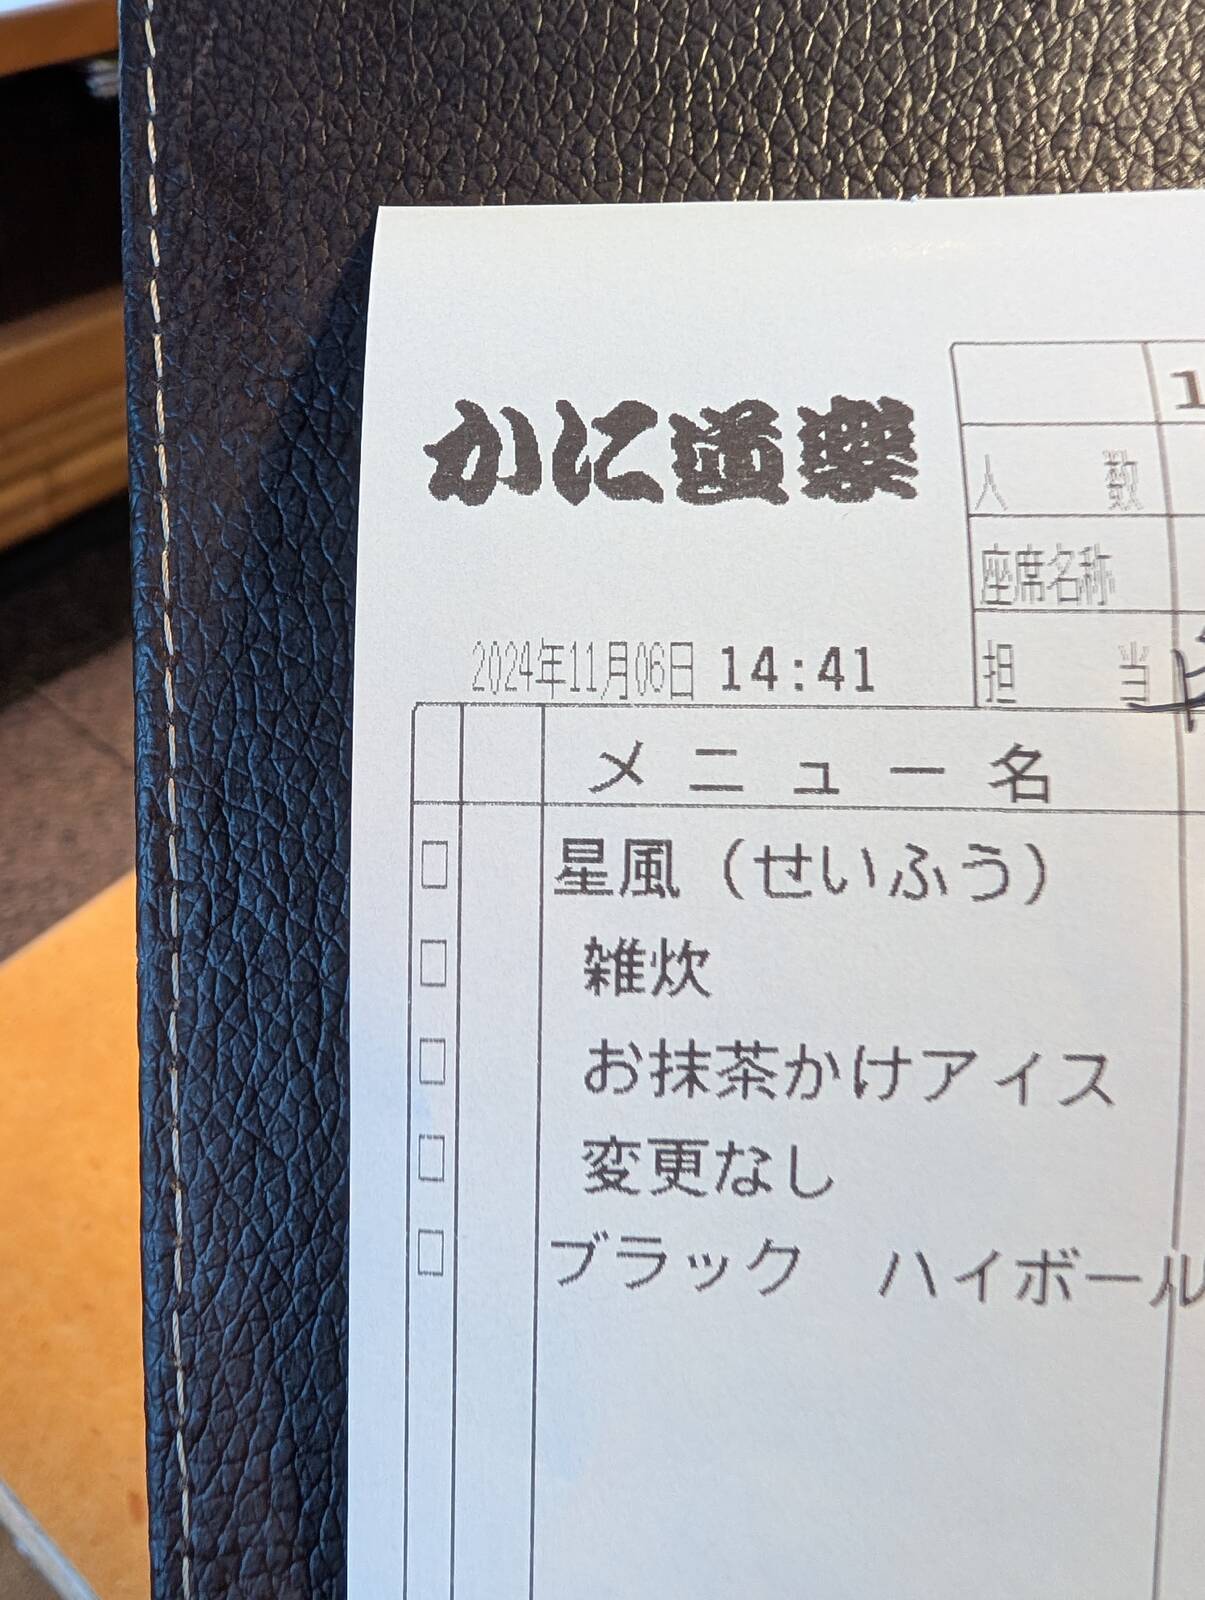 かに道楽
1
人数
座席名称
2024年11月06日 14:41
担当
メニュー名
星風（せいふう）
雑炊
お抹茶かけアイス
変更なし
ブラック　ハイボール